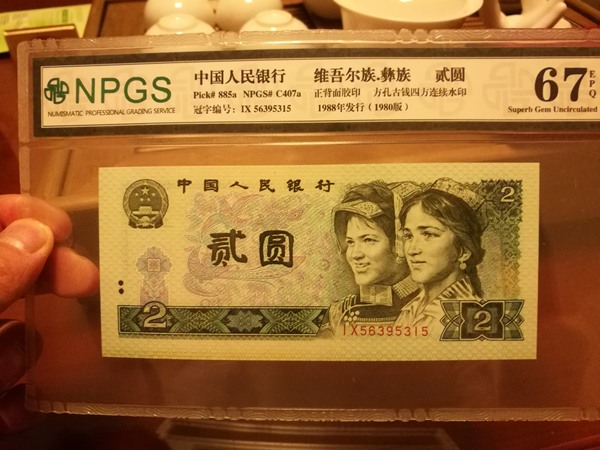 NPGS
NUMISMATIC PROFESSIONAL GRADING SERVICE
中国人民银行 维吾尔族.彝族 贰圆
Pick# 885a NPGS# C407a 正背面胶印 方孔古钱四方连续水印
冠字编号: IX 56395315 1988年发行(1980版)
67 EPQ
Superb Gem Uncirculated
中国人民银行
2
贰圆
IX56395315
2
2